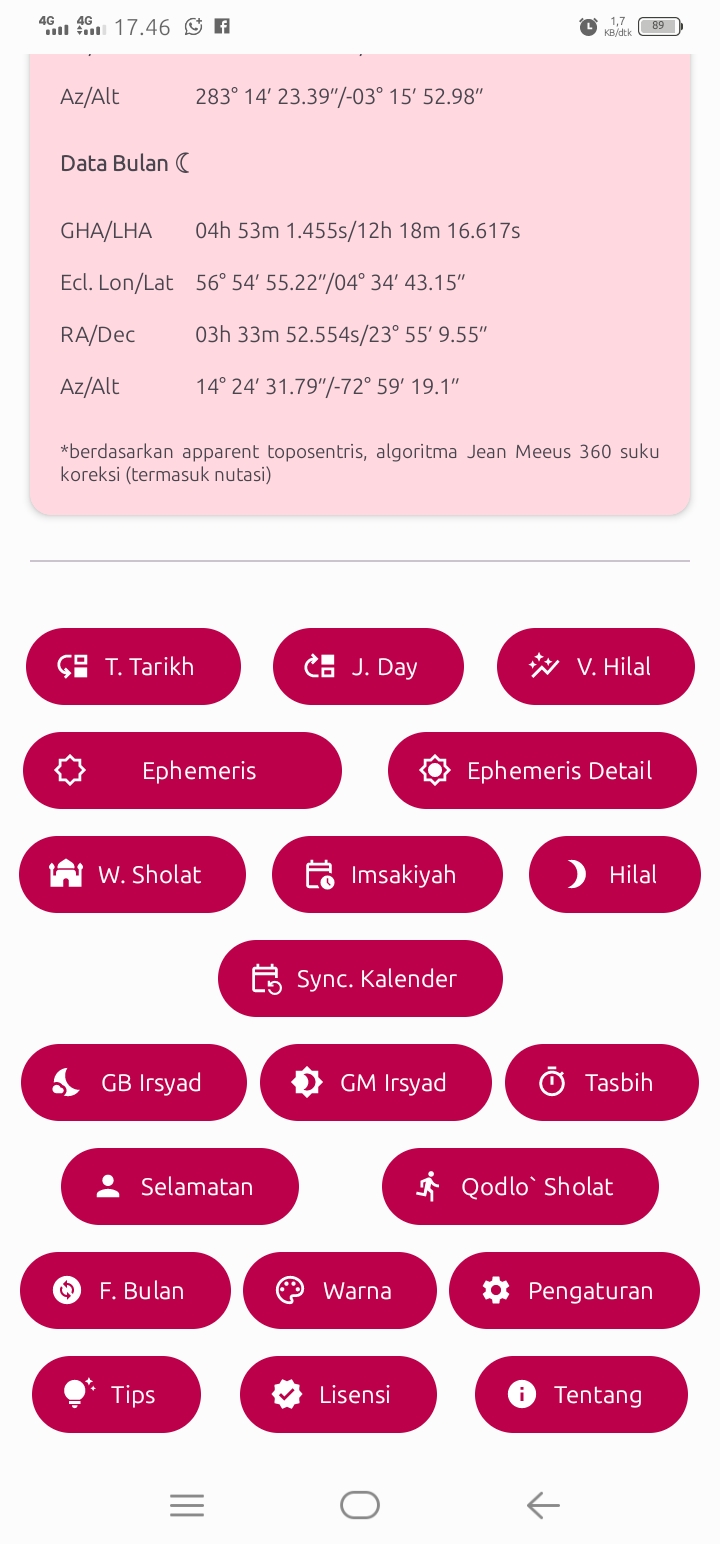 4G 4G 17.46 1,7 KB/dtk 89
Az/Alt 283° 14′ 23.39″/-03° 15′ 52.98″
Data Bulan ☾
GHA/LHA 04h 53m 1.455s/12h 18m 16.617s
Ecl. Lon/Lat 56° 54′ 55.22″/04° 34′ 43.15″
RA/Dec 03h 33m 52.554s/23° 55′ 9.55″
Az/Alt 14° 24′ 31.79″/-72° 59′ 19.1″
*berdasarkan apparent toposentris, algoritma Jean Meeus 360 suku
koreksi (termasuk nutasi)
T. Tarikh J. Day V. Hilal
Ephemeris Ephemeris Detail
W. Sholat Imsakiyah Hilal
Sync. Kalender
GB Irsyad GM Irsyad Tasbih
Selamatan Qodlo` Sholat
F. Bulan Warna Pengaturan
Tips Lisensi Tentang